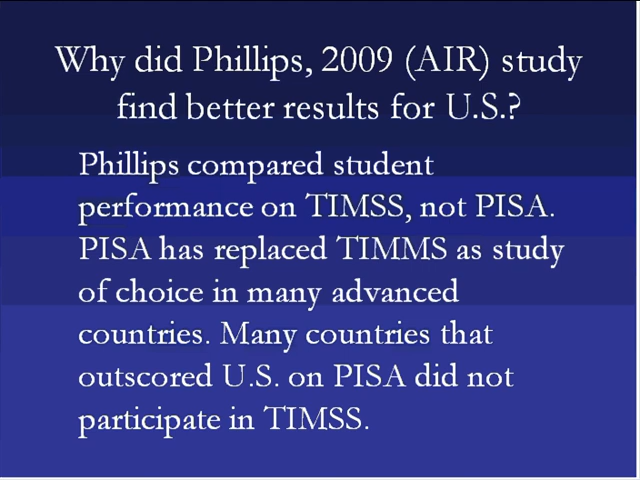 Why did Phillips, 2009 (AIR) study
find better results for U.S.?
Phillips compared student
performance on TIMSS, not PISA.
PISA has replaced TIMMS as study
of choice in many advanced
countries. Many countries that
outscored U.S. on PISA did not
participate in TIMSS.